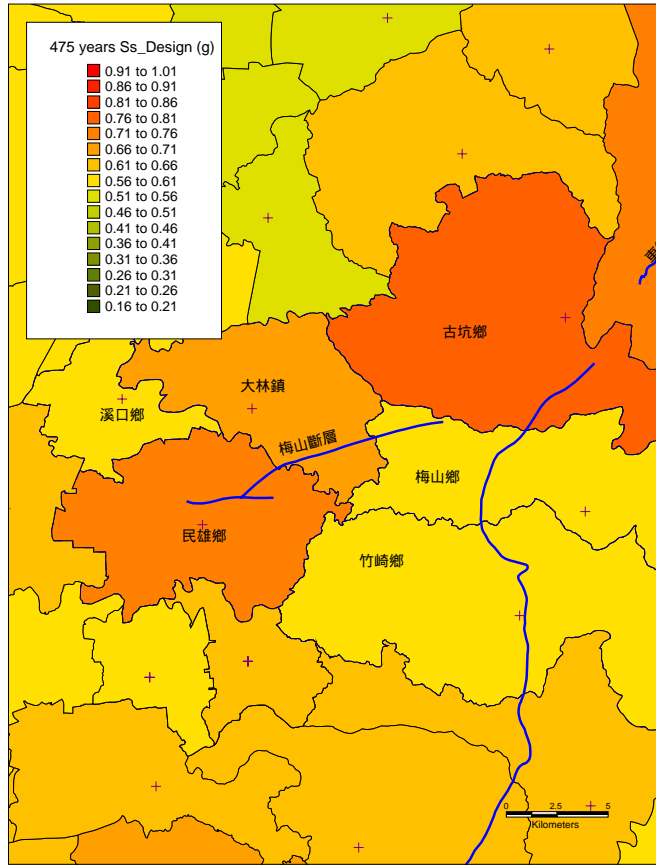 475 years Ss_Design (g)
0.91 to 1.01
0.86 to 0.91
0.81 to 0.86
0.76 to 0.81
0.71 to 0.76
0.66 to 0.71
0.61 to 0.66
0.56 to 0.61
0.51 to 0.56
0.46 to 0.51
0.41 to 0.46
0.36 to 0.41
0.31 to 0.36
0.26 to 0.31
0.21 to 0.26
0.16 to 0.21
古坑鄉
大林鎮
溪口鄉
梅山斷層
梅山鄉
民雄鄉
竹崎鄉
0 2.5 5
Kilometers